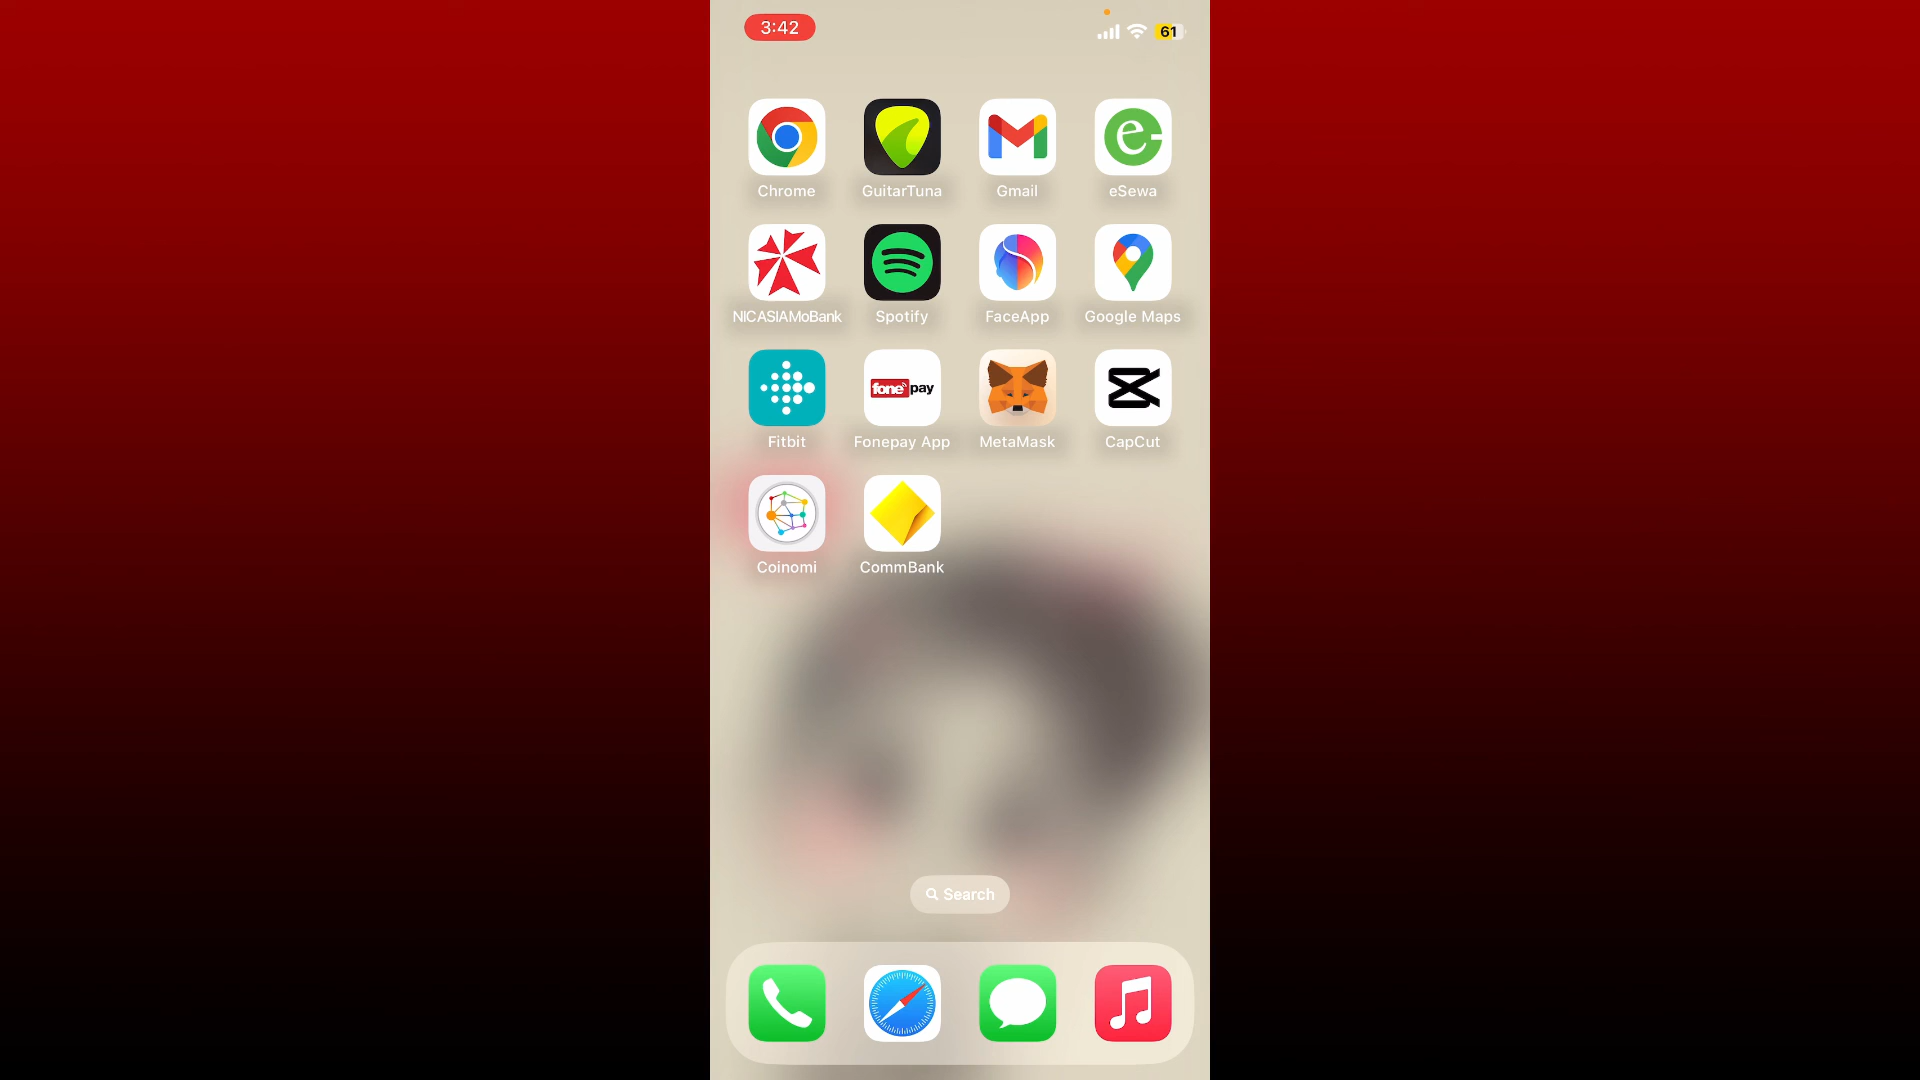 3:42
61
Chrome
GuitarTuna
Gmail
eSewa
NICASIAMoBank
Spotify
FaceApp
Google Maps
fone pay
Fitbit
Fonepay App
MetaMask
CapCut
Coinomi
CommBank
Search